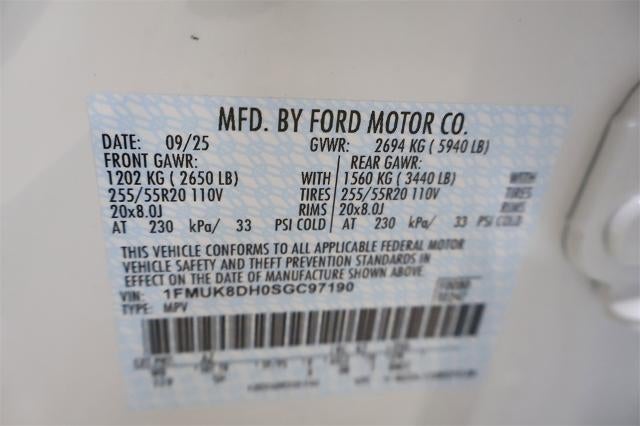 MFD. BY FORD MOTOR CO.
DATE: 09/25 GVWR: 2694 KG ( 5940 LB)
FRONT GAWR: REAR GAWR:
1202 KG ( 2650 LB) WITH 1560 KG ( 3440 LB) WITH
255/55R20 110V TIRES 255/55R20 110V TIRES
20x8.0J RIMS 20x8.0J RIMS
AT 230 kPa/ 33 PSI COLD AT 230 kPa/ 33 PSI COLD
THIS VEHICLE CONFORMS TO ALL APPLICABLE FEDERAL MOTOR
VEHICLE SAFETY AND THEFT PREVENTION STANDARDS IN
EFFECT ON THE DATE OF MANUFACTURE SHOWN ABOVE.
VIN: 1FMUK8DH0SGC97190
TYPE: MPV